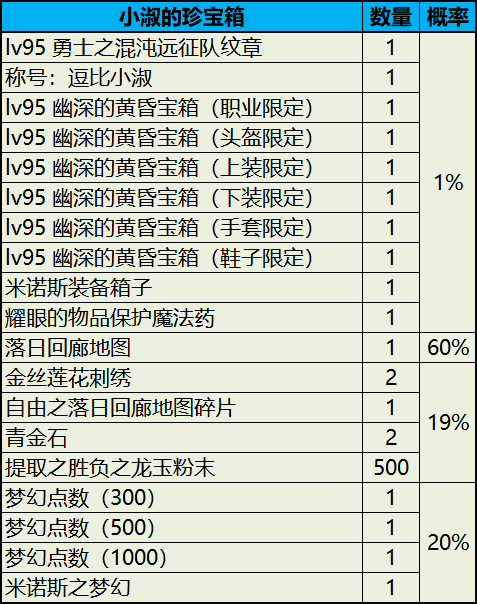 小淑的珍宝箱 数量 概率
lv95 勇士之混沌远征队纹章 1
称号：逗比小淑 1
lv95 幽深的黄昏宝箱（职业限定） 1
lv95 幽深的黄昏宝箱（头盔限定） 1
lv95 幽深的黄昏宝箱（上装限定） 1
lv95 幽深的黄昏宝箱（下装限定） 1
lv95 幽深的黄昏宝箱（手套限定） 1
lv95 幽深的黄昏宝箱（鞋子限定） 1
米诺斯装备箱子 1
耀眼的物品保护魔法药 1
1%
落日回廊地图 1 60%
金丝莲花刺绣 2
自由之落日回廊地图碎片 1
青金石 2
提取之胜负之龙玉粉末 500
19%
梦幻点数（300） 1
梦幻点数（500） 1
梦幻点数（1000） 1
米诺斯之梦幻 1
20%